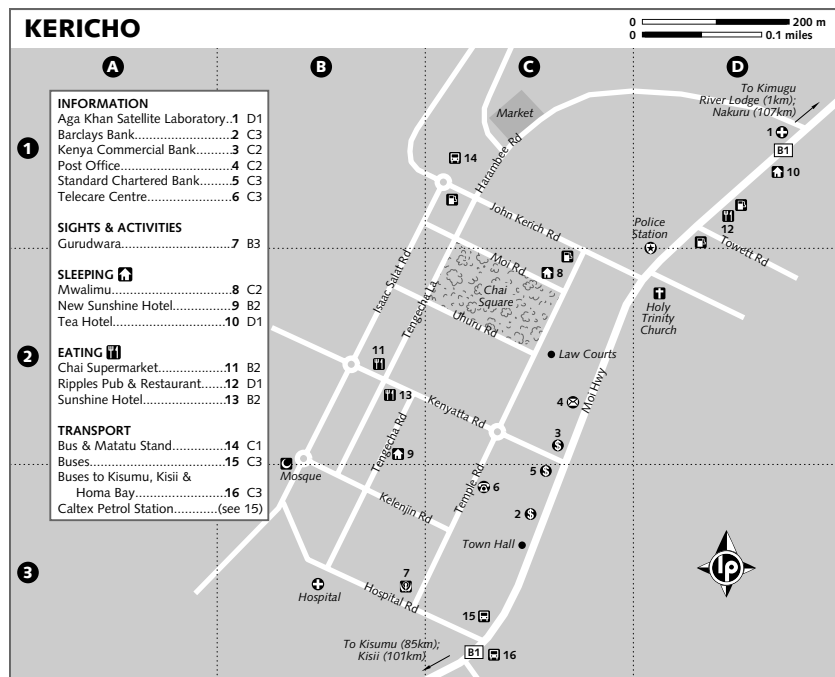 KERICHO
0 200 m
0 0.1 miles
A
B
C
D
1
2
3
INFORMATION
Aga Khan Satellite Laboratory..1 D1
Barclays Bank.....................2 C3
Kenya Commercial Bank.....3 C2
Post Office.........................4 C2
Standard Chartered Bank.....5 C3
Telecare Centre..................6 C3
SIGHTS & ACTIVITIES
Gurudwara........................7 B3
SLEEPING
Mwalimu............................8 C2
New Sunshine Hotel............9 B2
Tea Hotel..........................10 D1
EATING
Chai Supermarket..............11 B2
Ripples Pub & Restaurant...12 D1
Sunshine Hotel..................13 B2
TRANSPORT
Bus & Matatu Stand...........14 C1
Buses...............................15 C3
Buses to Kisumu, Kisii &
Homa Bay.....................16 C3
Caltex Petrol Station............(see 15)
To Kimugu
River Lodge (1km);
Nakuru (107km)
Market
1
B1
14
Harambee Rd
10
John Kerich Rd
12
Police
Station
Towett Rd
Isaac Salat Rd
Moi Rd
8
Chai
Square
Tengecha La
Uhuru Rd
Holy
Trinity
Church
Law Courts
11
13
4
Moi Hwy
Kenyatta Rd
3
Tengecha Rd
9
Mosque
5
Temple Rd
6
Kelenjin Rd
2
Town Hall
7
Hospital
Hospital Rd
15
lp
To Kisumu (85km);
Kisii (101km)
B1
16